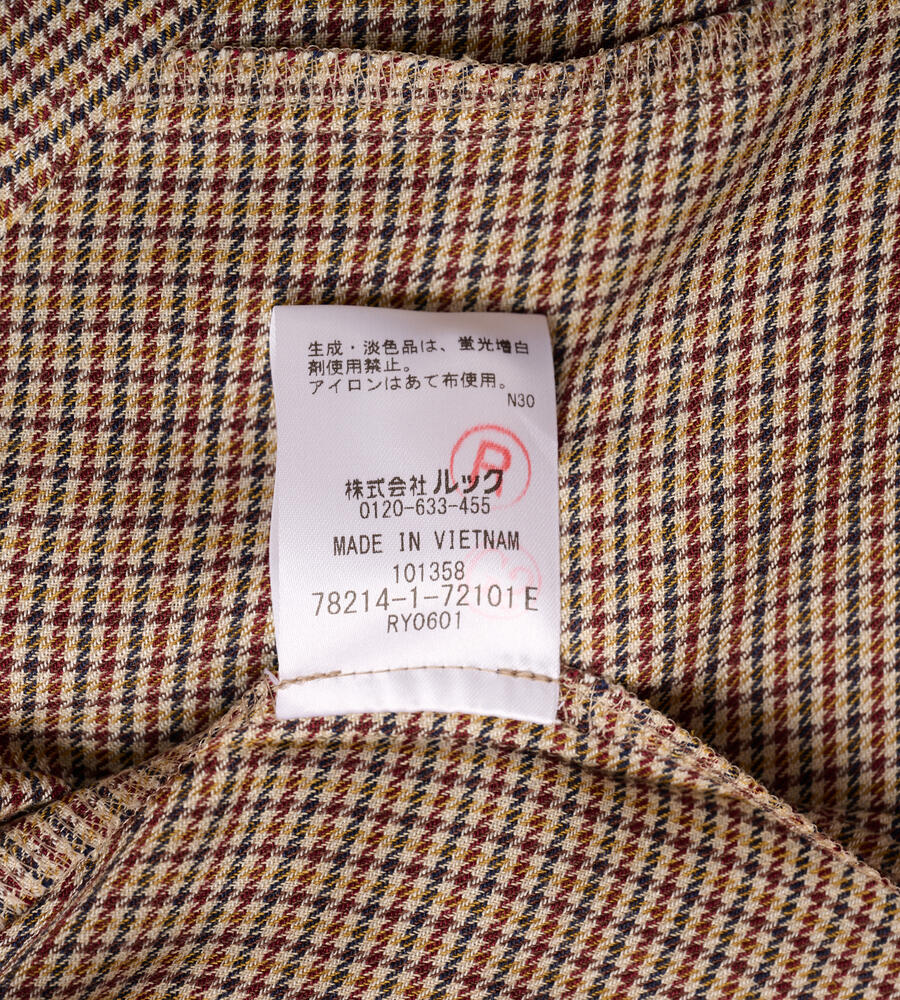 生成・淡色品は、蛍光増白
剤使用禁止。
アイロンはあて布使用。
N30
R
株式会社 ルック
0120-633-455
MADE IN VIETNAM
101358
78214-1-72101 E
RY0601